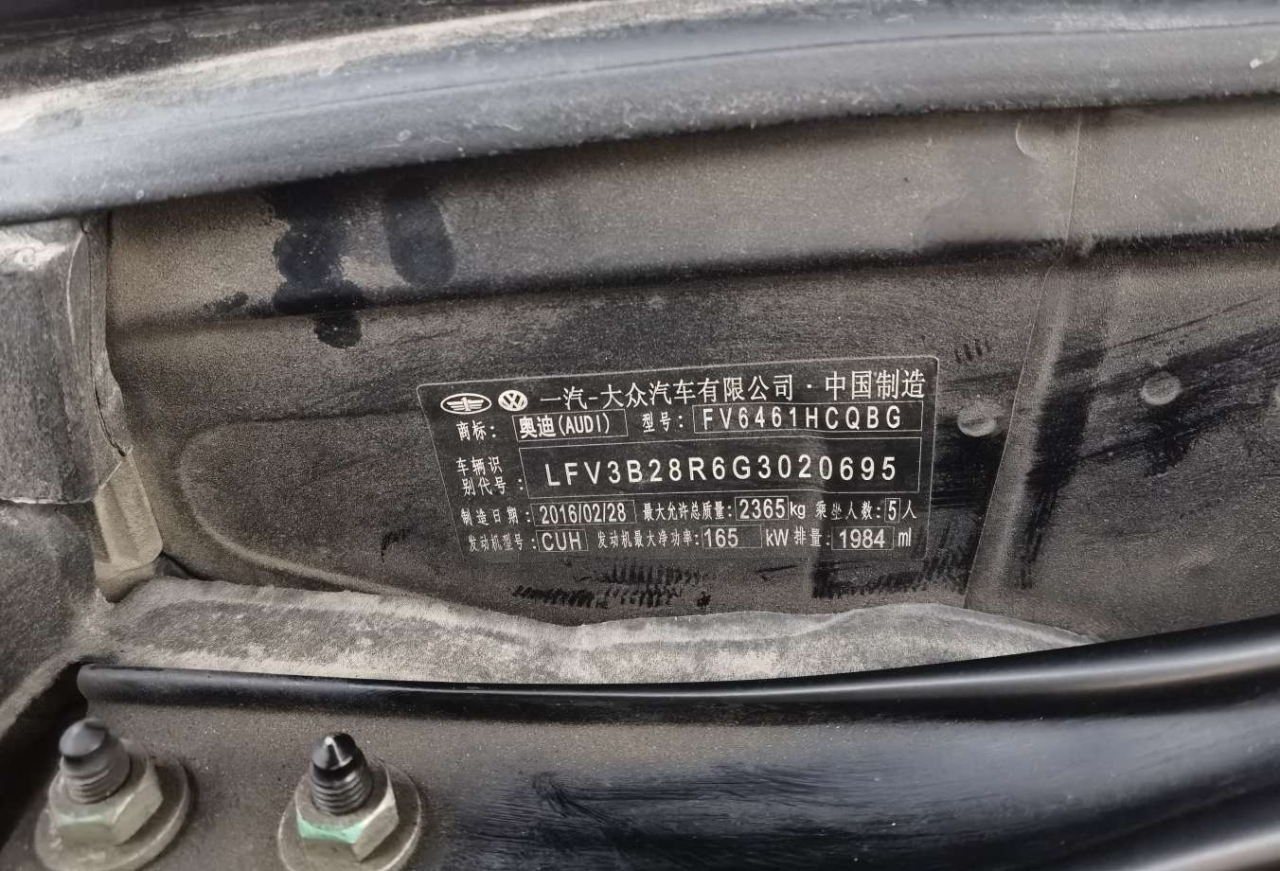 一汽-大众汽车有限公司·中国制造
商标: 奥迪(AUDI) 型号: FV6461HCQBG
车辆识
别代号: LFV3B28R6G3020695
制造日期: 2016/02/28 最大允许总质量: 2365kg 乘坐人数: 5人
发动机型号: CUH 发动机最大净功率: 165 kW 排量: 1984 ml